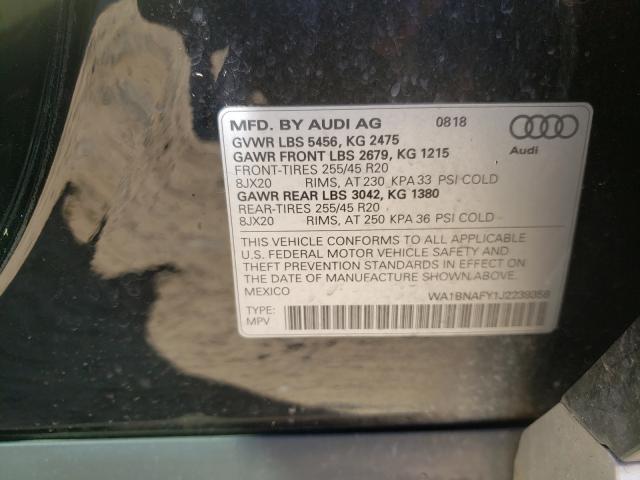 MFD. BY AUDI AG 0818
GVWR LBS 5456, KG 2475
GAWR FRONT LBS 2679, KG 1215
FRONT-TIRES 255/45 R20
8JX20 RIMS, AT 230 KPA 33 PSI COLD
GAWR REAR LBS 3042, KG 1380
REAR-TIRES 255/45 R20
8JX20 RIMS, AT 250 KPA 36 PSI COLD
Audi
THIS VEHICLE CONFORMS TO ALL APPLICABLE
U.S. FEDERAL MOTOR VEHICLE SAFETY AND
THEFT PREVENTION STANDARDS IN EFFECT ON
THE DATE OF MANUFACTURE SHOWN ABOVE.
MEXICO
WA1BNAFY1J2239358
TYPE:
MPV